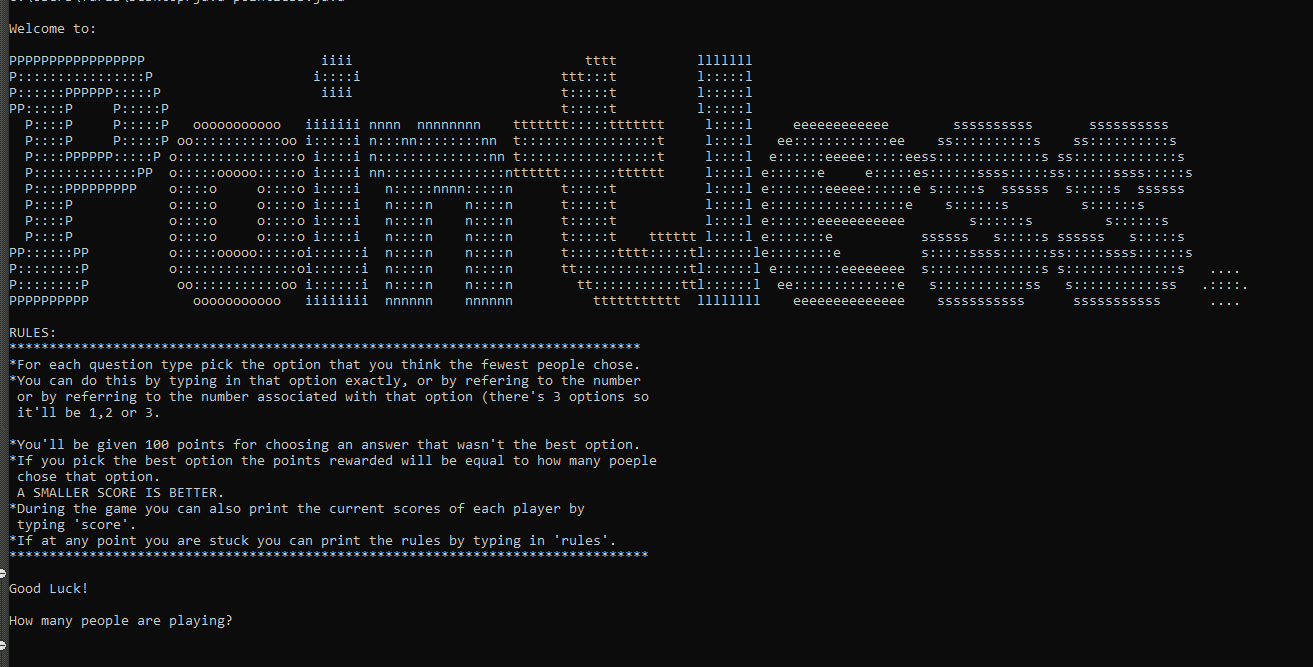 Welcome to:
Pointless.
RULES:
*******************************************************************************
*For each question type pick the option that you think the fewest people chose.
*You can do this by typing in that option exactly, or by refering to the number
or by referring to the number associated with that option (there's 3 options so
it'll be 1,2 or 3.
*You'll be given 100 points for choosing an answer that wasn't the best option.
*If you pick the best option the points rewarded will be equal to how many poeple
chose that option.
A SMALLER SCORE IS BETTER.
*During the game you can also print the current scores of each player by
typing 'score'.
*If at any point you are stuck you can print the rules by typing in 'rules'.
********************************************************************************
Good Luck!
How many people are playing?